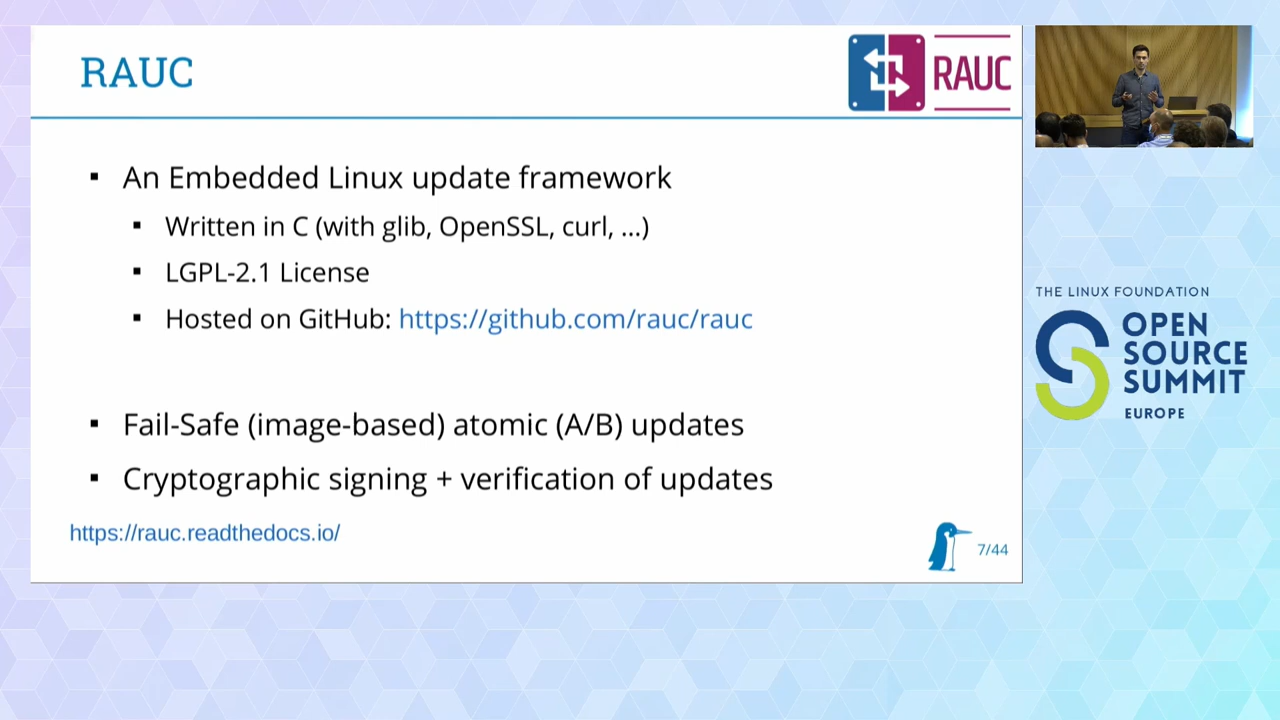 RAUC
RAUC
▪ An Embedded Linux update framework
▪ Written in C (with glib, OpenSSL, curl, ...)
▪ LGPL-2.1 License
▪ Hosted on GitHub: https://github.com/rauc/rauc
▪ Fail-Safe (image-based) atomic (A/B) updates
▪ Cryptographic signing + verification of updates
https://rauc.readthedocs.io/
7/44
THE LINUX FOUNDATION
OPEN
SOURCE
SUMMIT
EUROPE